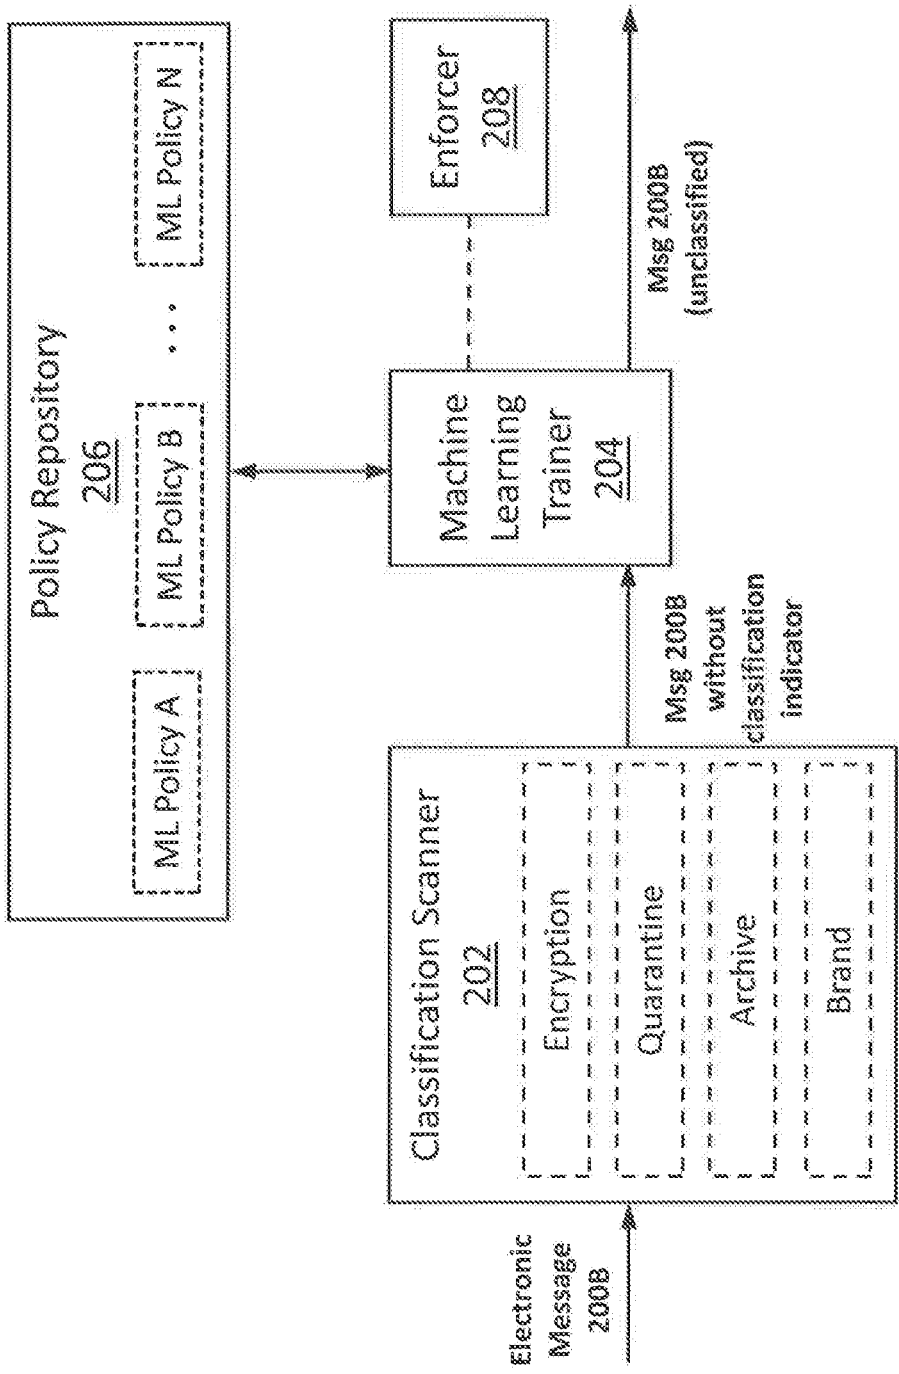 Policy Repository
206
ML Policy A
ML Policy B
...
ML Policy N
Electronic
Message
200B
Classification Scanner
202
Encryption
Quarantine
Archive
Brand
Msg 200B
without
classification
indicator
Machine
Learning
Trainer
204
Enforcer
208
Msg 200B
(unclassified)